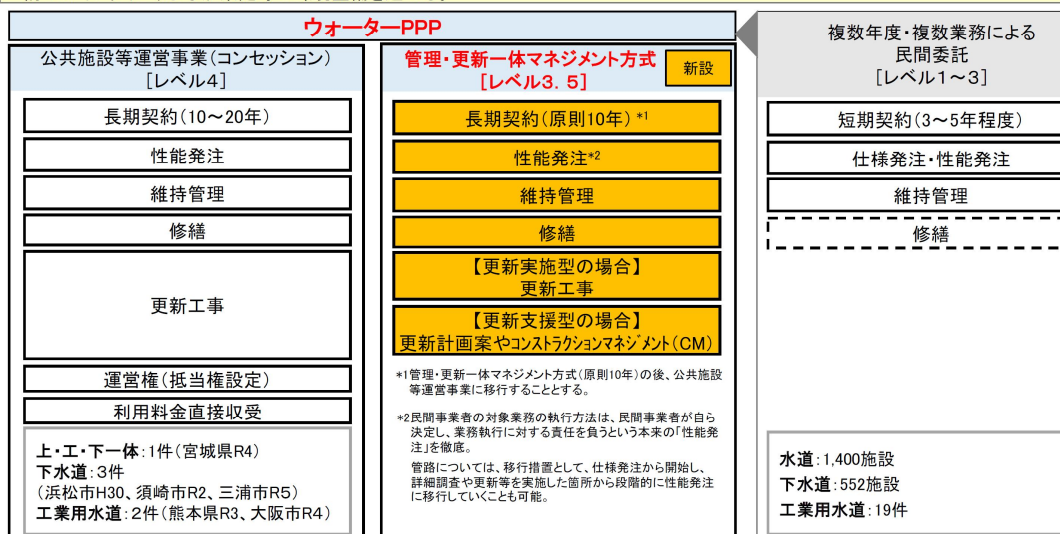 ウォーターPPP
公共施設等運営事業(コンセッション)
[レベル4]
長期契約(10～20年)
性能発注
維持管理
修繕
更新工事
運営権(抵当権設定)
利用料金直接収受
上・工・下一体:1件(宮城県R4)
下水道:3件
(浜松市H30、須崎市R2、三浦市R5)
工業用水道:2件(熊本県R3、大阪市R4)
管理・更新一体マネジメント方式
[レベル3.5]
新設
長期契約(原則10年)*1
性能発注*2
維持管理
修繕
【更新実施型の場合】
更新工事
【更新支援型の場合】
更新計画案やコンストラクションマネジメント(CM)
*1管理・更新一体マネジメント方式(原則10年)の後、公共施設
等運営事業に移行することとする。
*2民間事業者の対象業務の執行方法は、民間事業者が自ら
決定し、業務執行に対する責任を負うという本来の「性能発
注」を徹底。
管路については、移行措置として、仕様発注から開始し、
詳細調査や更新等を実施した箇所から段階的に性能発注
に移行していくことも可能。
複数年度・複数業務による
民間委託
[レベル1～3]
短期契約(3～5年程度)
仕様発注・性能発注
維持管理
修繕
水道:1,400施設
下水道:552施設
工業用水道:19件